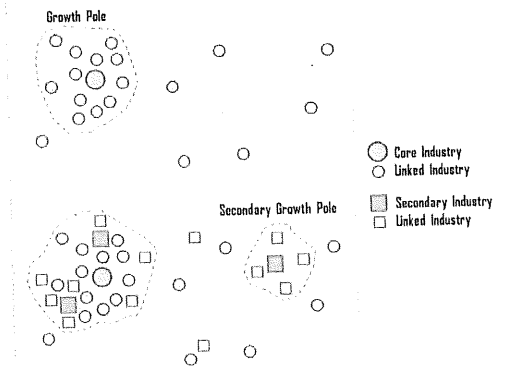 Growth Pole
Core Industry
Linked Industry
Secondary Industry
Linked Industry
Secondary Growth Pole